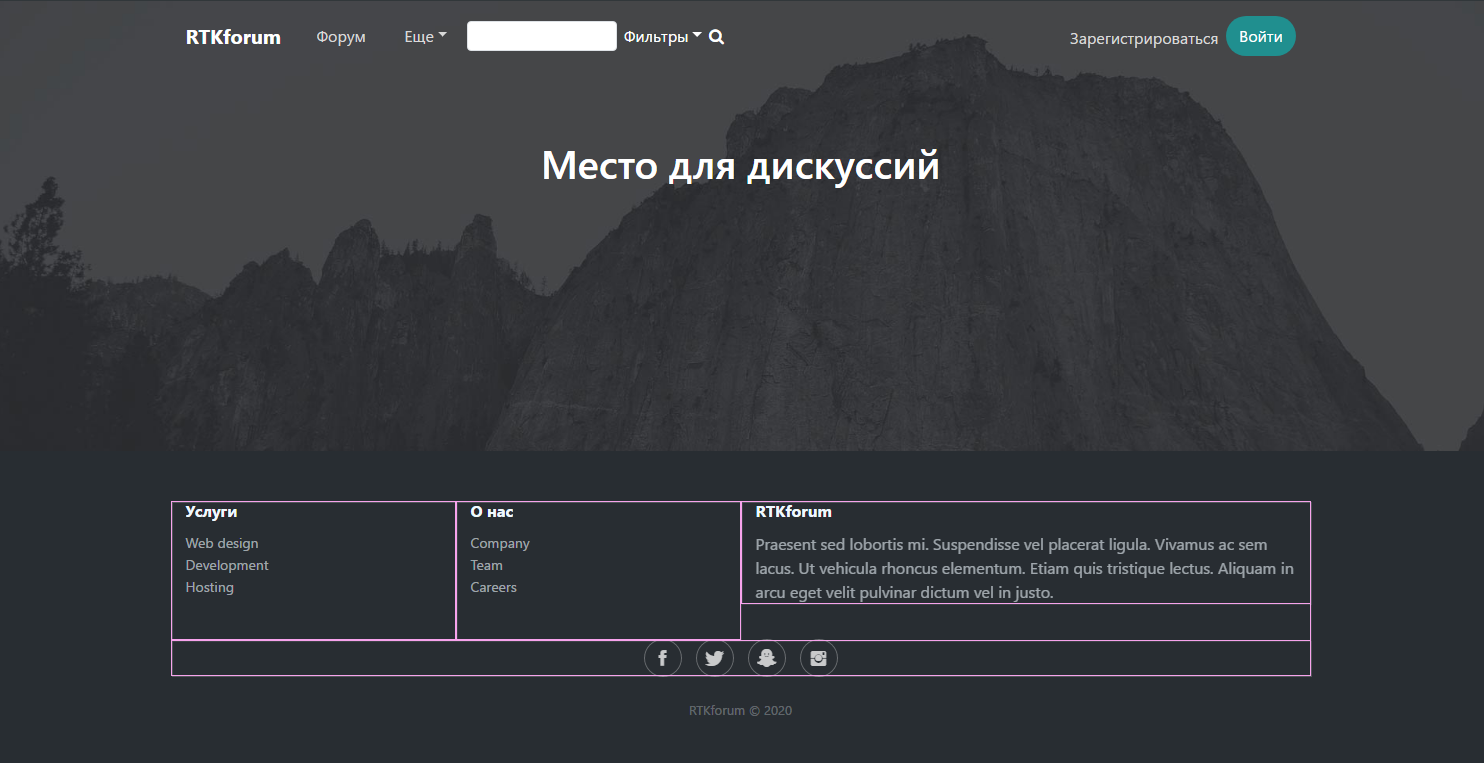 RTKforum Форум Еще Фильтры Зарегистрироваться Войти
Место для дискуссий
Услуги
Web design
Development
Hosting
О нас
Company
Team
Careers
RTKforum
Praesent sed lobortis mi. Suspendisse vel placerat ligula. Vivamus ac sem
lacus. Ut vehicula rhoncus elementum. Etiam quis tristique lectus. Aliquam in
arcu eget velit pulvinar dictum vel in justo.
RTKforum © 2020